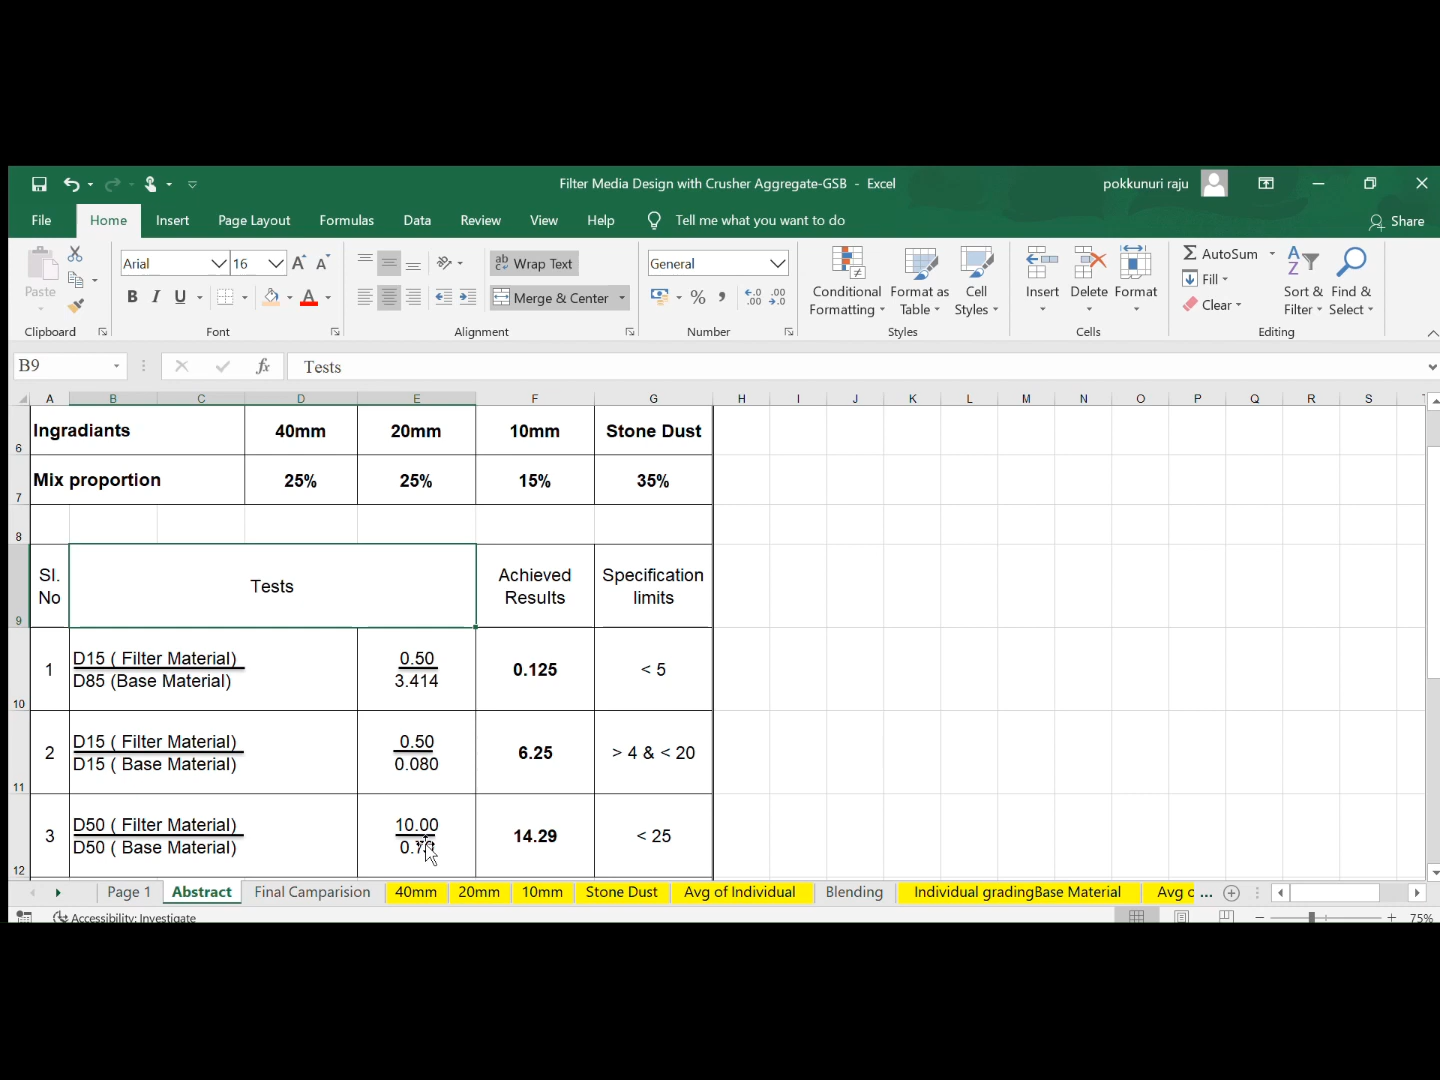 Filter Media Design with Crusher Aggregate-GSB - Excel
pokkunuri raju
File Home Insert Page Layout Formulas Data Review View Help Tell me what you want to do Share
Paste
Clipboard
Arial 16
B I U
Font
Wrap Text
Merge & Center
Alignment
General
% ,
Number
Conditional Formatting
Format as Table
Cell Styles
Styles
Insert Delete Format
Cells
AutoSum
Fill
Clear
Sort & Filter
Find & Select
Editing
B9 fx Tests
A B C D E F G H I J K L M N O P Q R S
6 Ingradiants 40mm 20mm 10mm Stone Dust
7 Mix proportion 25% 25% 15% 35%
8
9 Sl. No Tests Achieved Results Specification limits
10 1 D15 ( Filter Material) D85 (Base Material) 0.50 3.414 0.125 < 5
11 2 D15 ( Filter Material) D15 ( Base Material) 0.50 0.080 6.25 > 4 & < 20
12 3 D50 ( Filter Material) D50 ( Base Material) 10.00 14.29 < 25
Page 1 Abstract Final Camparision 40mm 20mm 10mm Stone Dust Avg of Individual Blending Individual gradingBase Material Avg ...
Accessibility: Investigate
75%